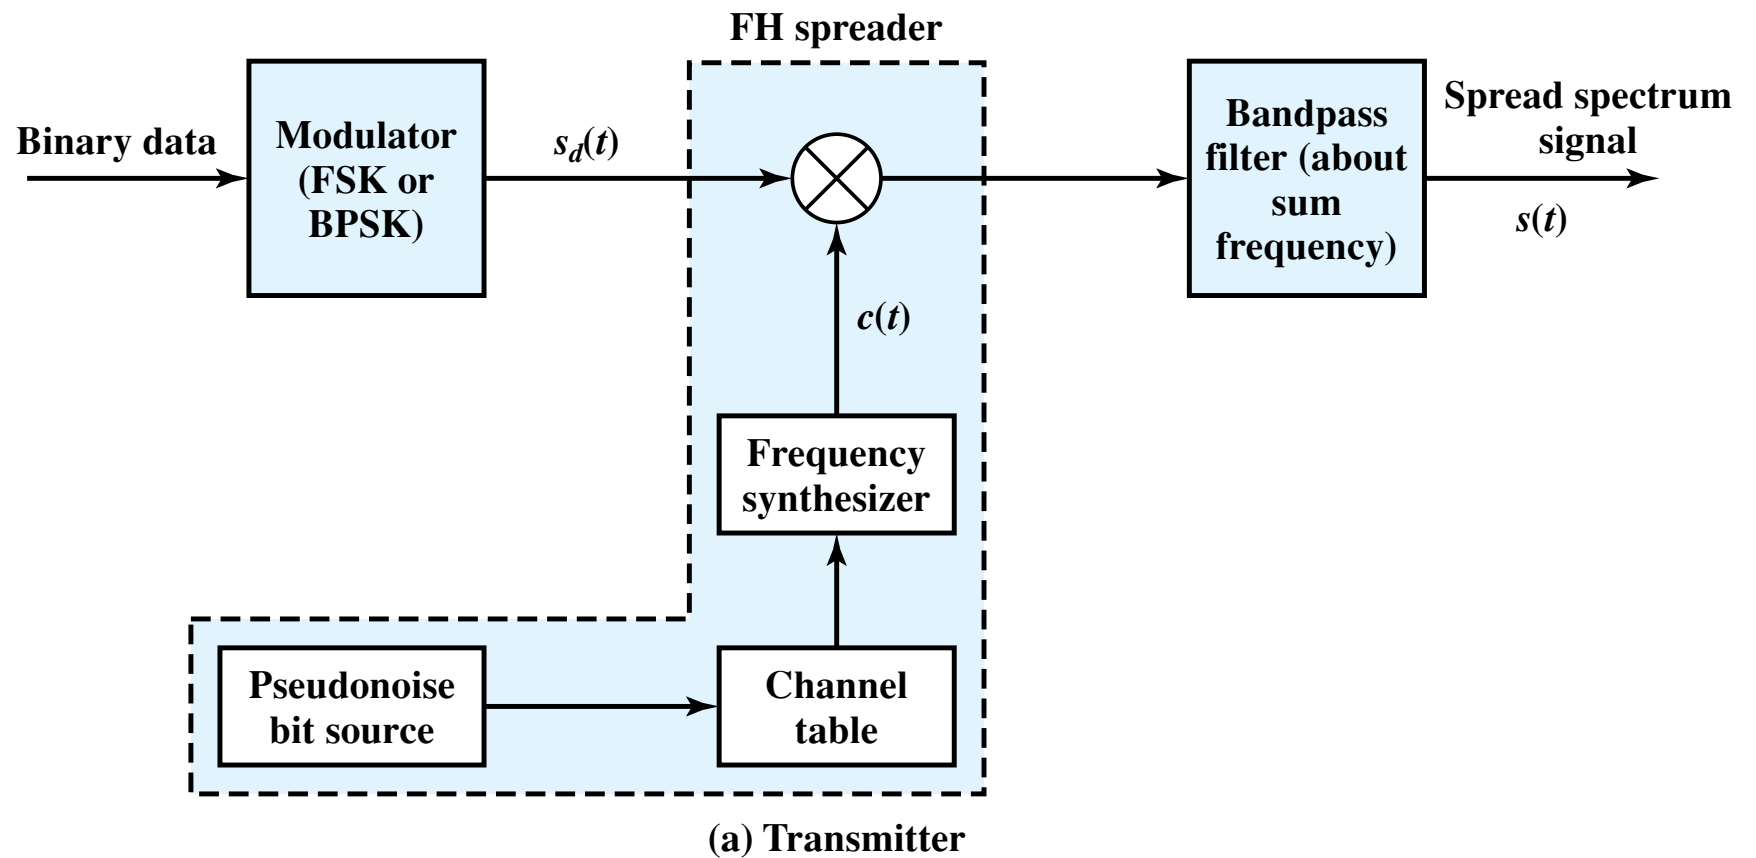 FH spreader
Binary data
Modulator
(FSK or
BPSK)
s_d(t)
Bandpass
filter (about
sum
frequency)
Spread spectrum
signal
s(t)
c(t)
Frequency
synthesizer
Pseudonoise
bit source
Channel
table
(a) Transmitter